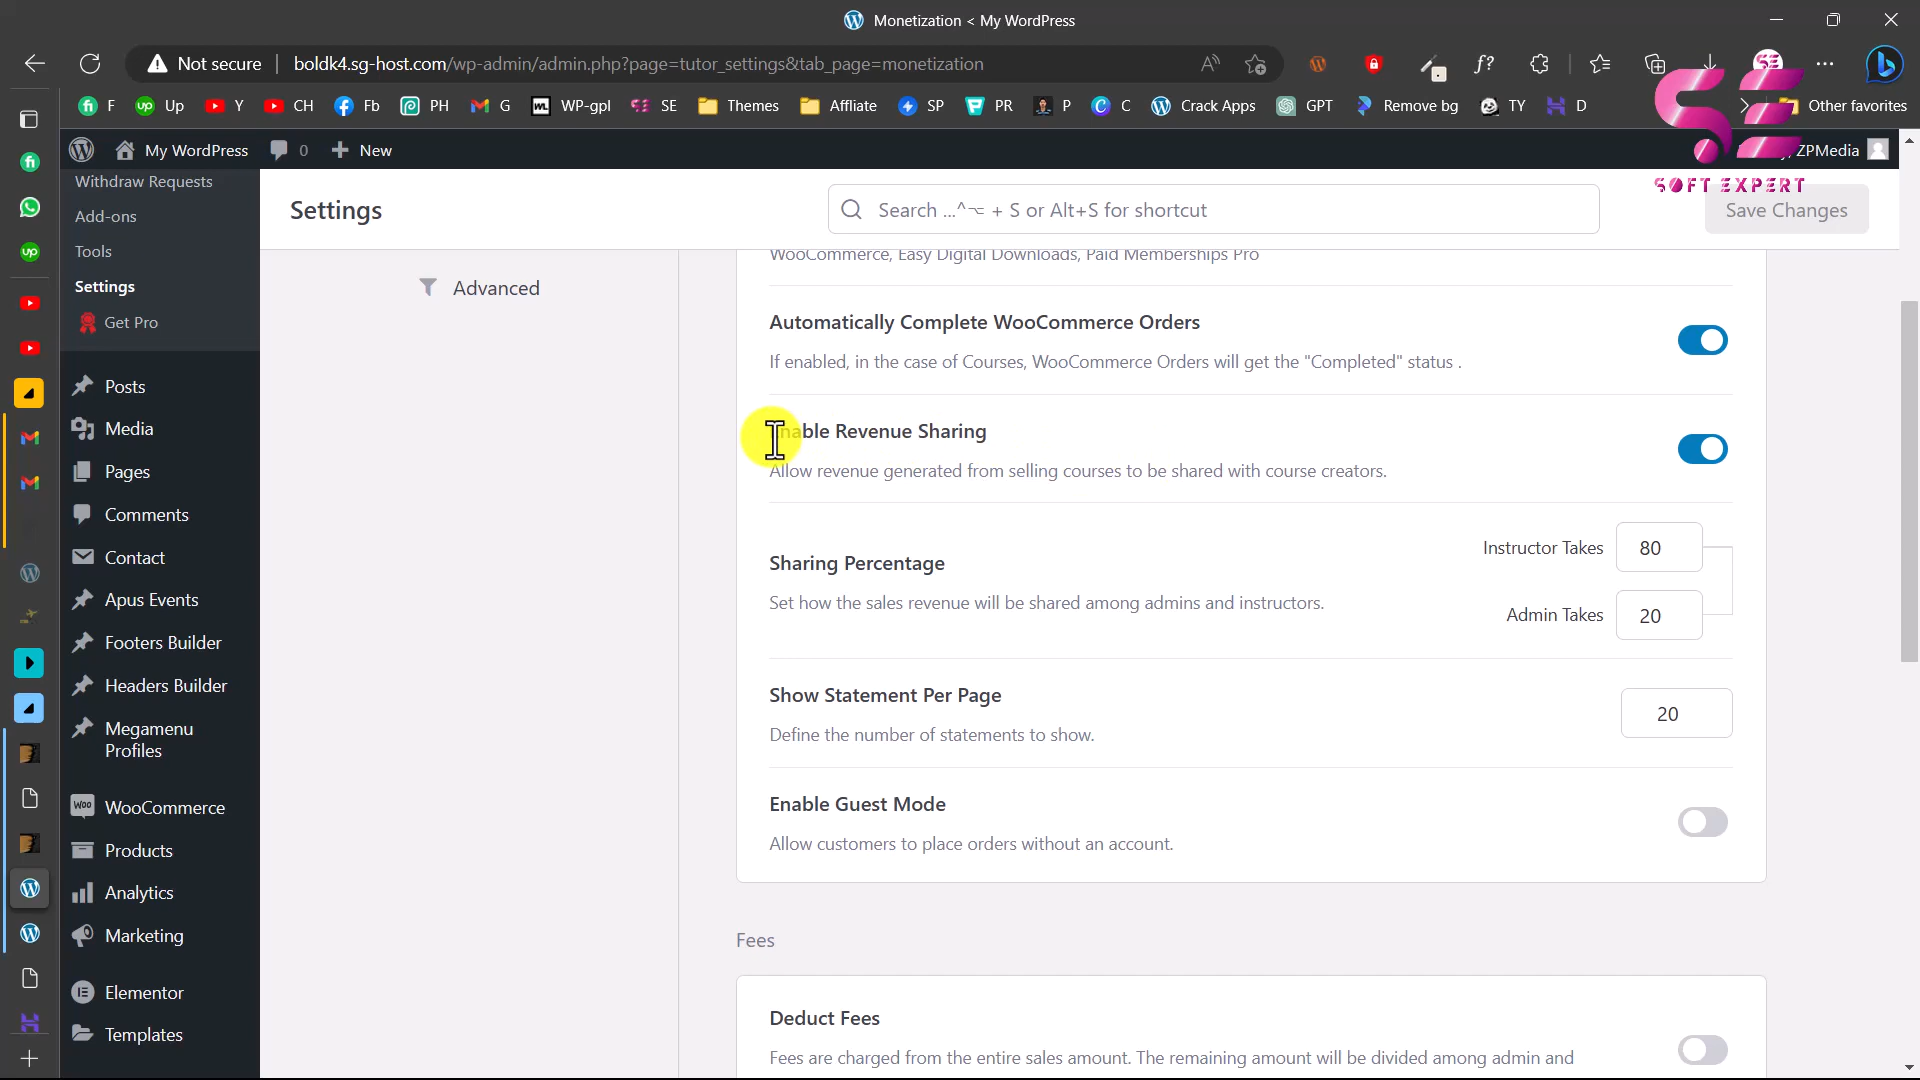 Monetization < My WordPress
Not secure
boldk4.sg-host.com/wp-admin/admin.php?page=tutor_settings&tab_page=monetization
F
Up
Y
CH
Fb
PH
G
WP-gpl
SE
Themes
Affliate
SP
PR
P
C
Crack Apps
GPT
Remove bg
TY
D
Other favorites
My WordPress
0
New
ZPMedia
SOFT EXPERT
Withdraw Requests
Add-ons
Tools
Settings
Get Pro
Posts
Media
Pages
Comments
Contact
Apus Events
Footers Builder
Headers Builder
Megamenu
Profiles
WooCommerce
Products
Analytics
Marketing
Elementor
Templates
Settings
Search ...^⌥ + S or Alt+S for shortcut
Save Changes
Advanced
WooCommerce, Easy Digital Downloads, Paid Memberships Pro
Automatically Complete WooCommerce Orders
If enabled, in the case of Courses, WooCommerce Orders will get the "Completed" status .
Enable Revenue Sharing
Allow revenue generated from selling courses to be shared with course creators.
Sharing Percentage
Set how the sales revenue will be shared among admins and instructors.
Instructor Takes
80
Admin Takes
20
Show Statement Per Page
Define the number of statements to show.
20
Enable Guest Mode
Allow customers to place orders without an account.
Fees
Deduct Fees
Fees are charged from the entire sales amount. The remaining amount will be divided among admin and